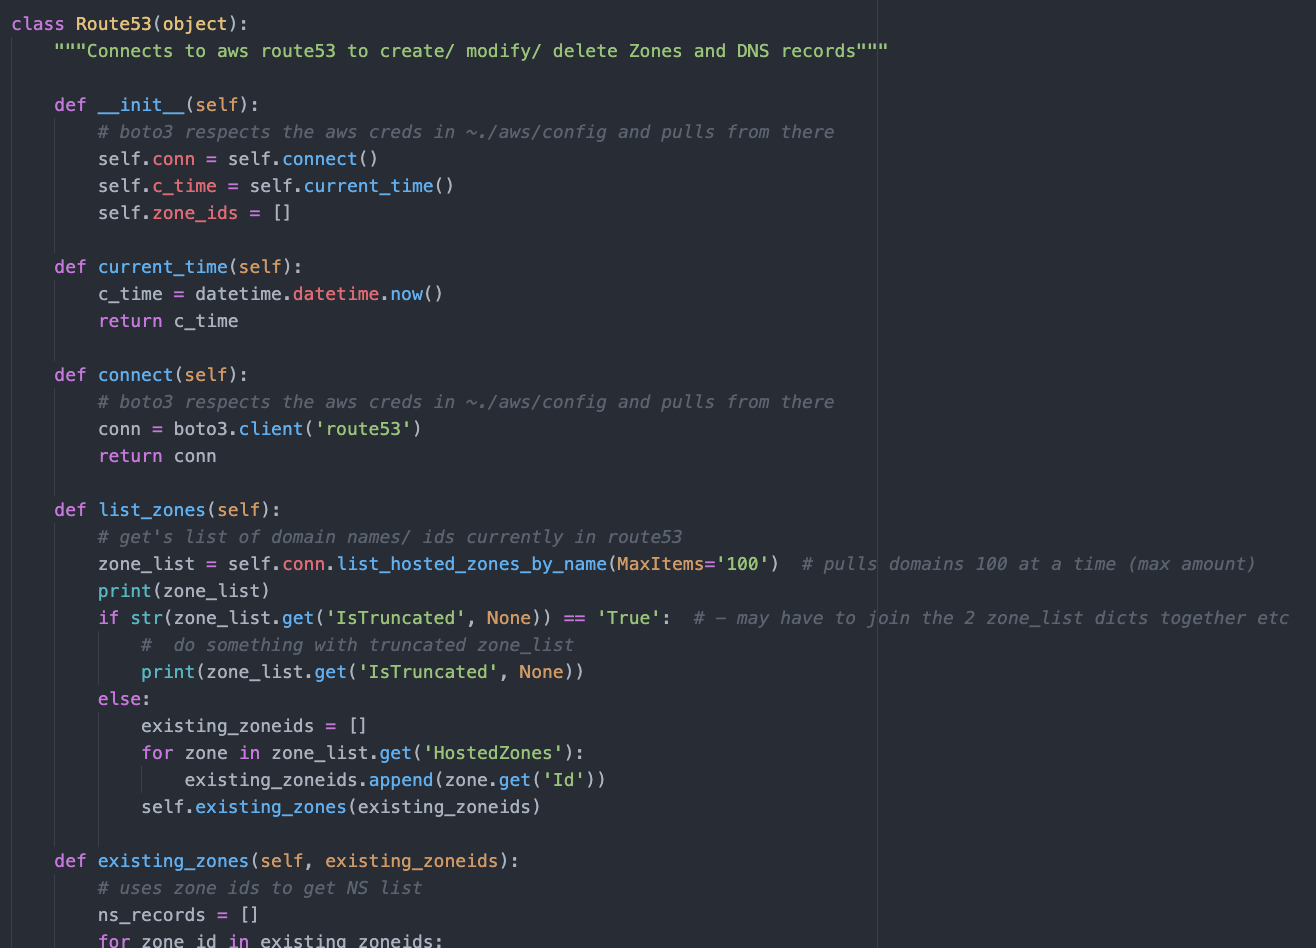 class Route53(object):
    """Connects to aws route53 to create/ modify/ delete Zones and DNS records"""
    def __init__(self):
        # boto3 respects the aws creds in ~./aws/config and pulls from there
        self.conn = self.connect()
        self.c_time = self.current_time()
        self.zone_ids = []
    def current_time(self):
        c_time = datetime.datetime.now()
        return c_time
    def connect(self):
        # boto3 respects the aws creds in ~./aws/config and pulls from there
        conn = boto3.client('route53')
        return conn
    def list_zones(self):
        # get's list of domain names/ ids currently in route53
        zone_list = self.conn.list_hosted_zones_by_name(MaxItems='100')  # pulls domains 100 at a time (max amount)
        print(zone_list)
        if str(zone_list.get('IsTruncated', None)) == 'True':  # – may have to join the 2 zone_list dicts together etc
            #  do something with truncated zone_list
            print(zone_list.get('IsTruncated', None))
        else:
            existing_zoneids = []
            for zone in zone_list.get('HostedZones'):
                existing_zoneids.append(zone.get('Id'))
            self.existing_zones(existing_zoneids)
    def existing_zones(self, existing_zoneids):
        # uses zone ids to get NS list
        ns_records = []
        for zone_id in existing_zoneids: